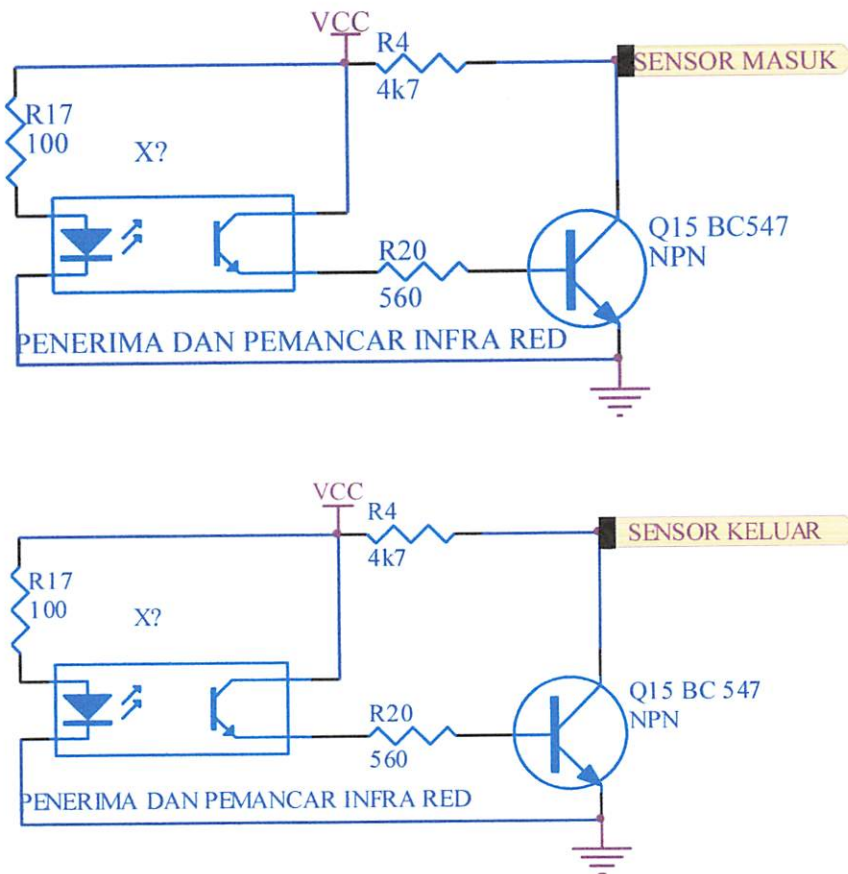 VCC
R4
4k7
SENSOR MASUK
R17
100
X?
Q15 BC547
NPN
R20
560
PENERIMA DAN PEMANCAR INFRA RED
VCC
R4
4k7
SENSOR KELUAR
R17
100
X?
Q15 BC 547
NPN
R20
560
PENERIMA DAN PEMANCAR INFRA RED